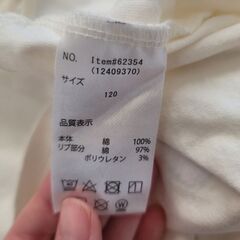 NO. Item#62354
(12409370)
サイズ
120
品質表示
本体 綿 100%
リブ部分 綿 97%
ポリウレタン 3%